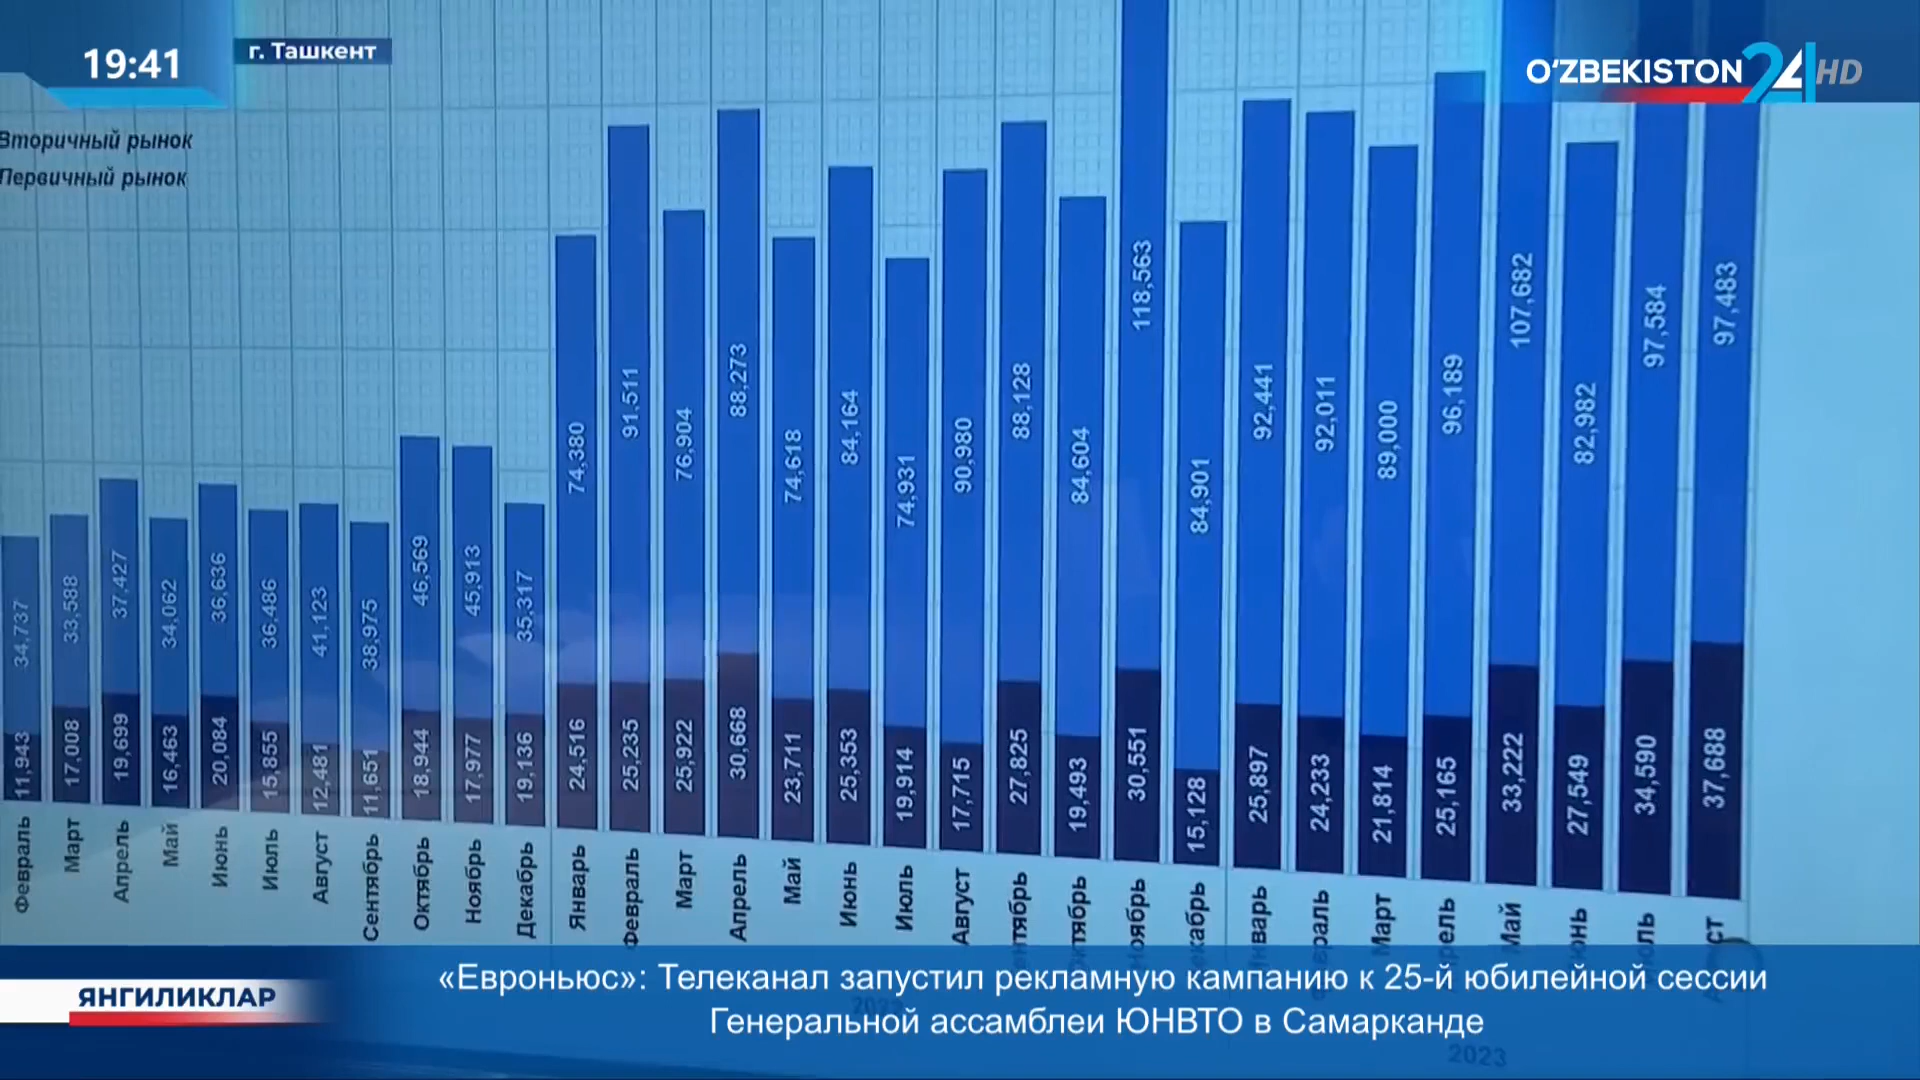 19:41
г. Ташкент
O‘ZBEKISTON 24 HD
Вторичный рынок
Первичный рынок
34,737 33,588 37,427 34,062 36,636 36,486 41,123 38,975 46,569 45,913 35,317 74,380 91,511 76,904 88,273 74,618 84,164 74,931 90,980 88,128 84,604 118,563 84,901 92,441 92,011 89,000 96,189 107,682 82,982 97,584 97,483
11,943 17,008 19,699 16,463 20,084 15,855 12,481 11,651 18,944 17,977 19,136 24,516 25,235 25,922 30,668 23,711 25,353 19,914 17,715 27,825 19,493 30,551 15,128 25,897 24,233 21,814 25,165 33,222 27,549 34,590 37,688
Февраль Март Апрель Май Июнь Июль Август Сентябрь Октябрь Ноябрь Декабрь Январь Февраль Март Апрель Май Июнь Июль Август Март Май
2023
ЯНГИЛИКЛАР
«Евроньюс»: Телеканал запустил рекламную кампанию к 25-й юбилейной сессии
Генеральной ассамблеи ЮНВТО в Самарканде